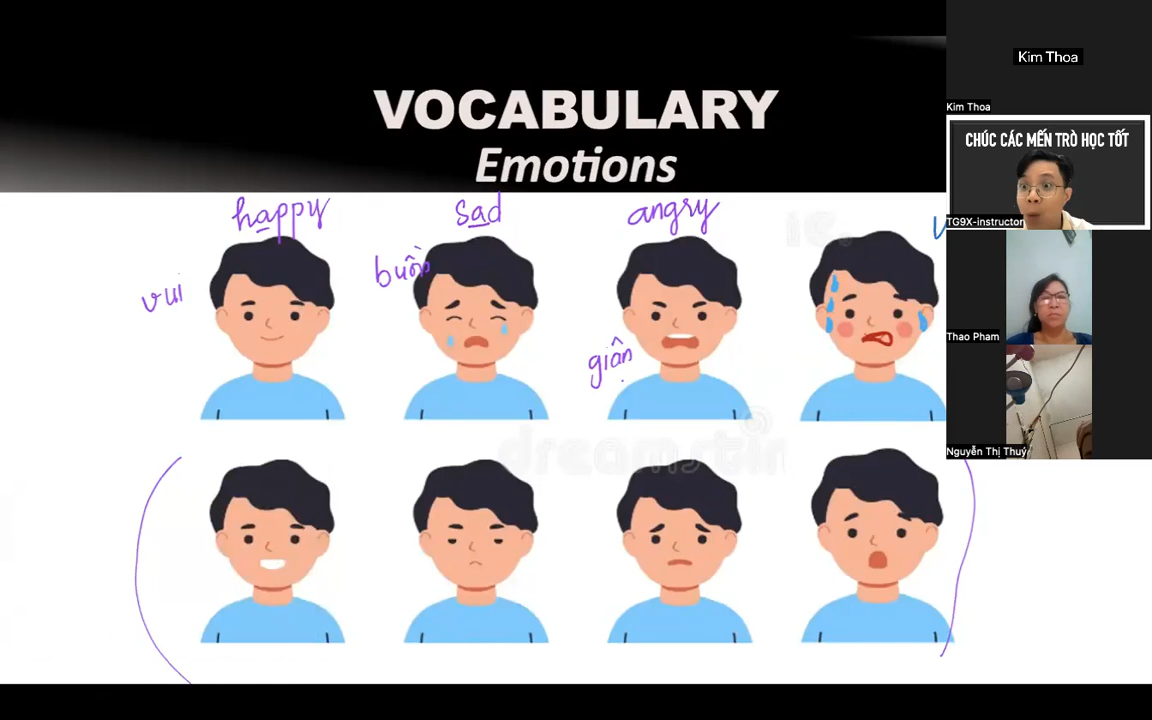 VOCABULARY
Emotions
happy
sad
angry
vui
buồn
giận
dreamstim
Kim Thoa
Kim Thoa
CHÚC CÁC MẾN TRÒ HỌC TỐT
TG9X-instructor
Thao Pham
Nguyễn Thị Thuý